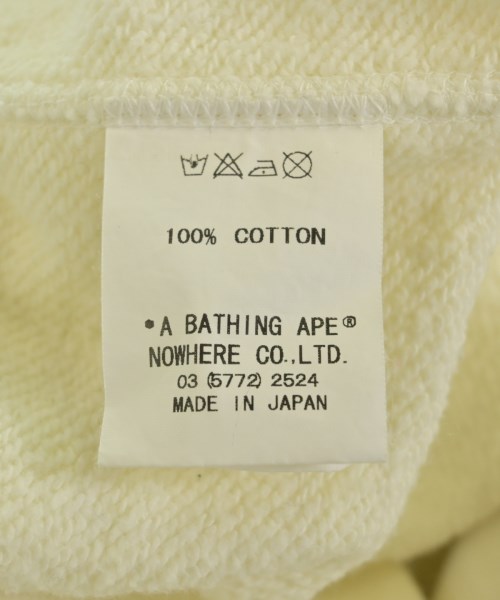 100% COTTON
*A BATHING APE®
NOWHERE CO.,LTD.
03 (5772) 2524
MADE IN JAPAN